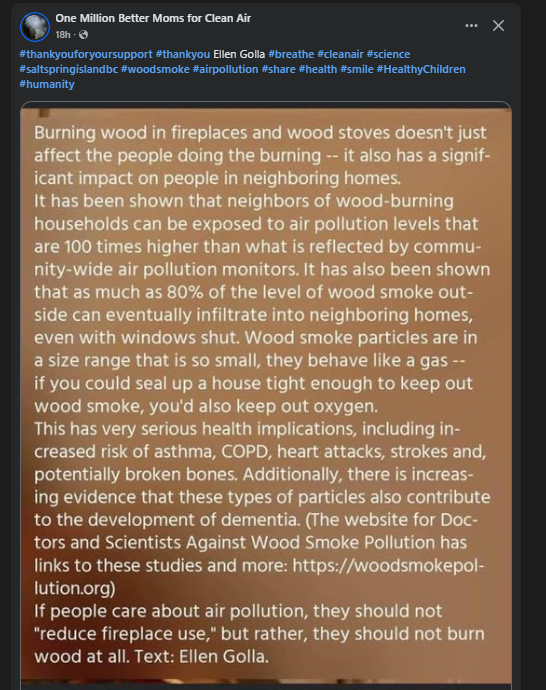 One Million Better Moms for Clean Air
18h ·
#thankyouforyoursupport #thankyou Ellen Golla #breathe #cleanair #science
#saltspringislandbc #woodsmoke #airpollution #share #health #smile #HealthyChildren
#humanity
Burning wood in fireplaces and wood stoves doesn't just
affect the people doing the burning -- it also has a signif-
icant impact on people in neighboring homes.
It has been shown that neighbors of wood-burning
households can be exposed to air pollution levels that
are 100 times higher than what is reflected by commu-
nity-wide air pollution monitors. It has also been shown
that as much as 80% of the level of wood smoke out-
side can eventually infiltrate into neighboring homes,
even with windows shut. Wood smoke particles are in
a size range that is so small, they behave like a gas --
if you could seal up a house tight enough to keep out
wood smoke, you'd also keep out oxygen.
This has very serious health implications, including in-
creased risk of asthma, COPD, heart attacks, strokes and,
potentially broken bones. Additionally, there is increas-
ing evidence that these types of particles also contribute
to the development of dementia. (The website for Doc-
tors and Scientists Against Wood Smoke Pollution has
links to these studies and more: https://woodsmokepol-
lution.org)
If people care about air pollution, they should not
"reduce fireplace use," but rather, they should not burn
wood at all. Text: Ellen Golla.